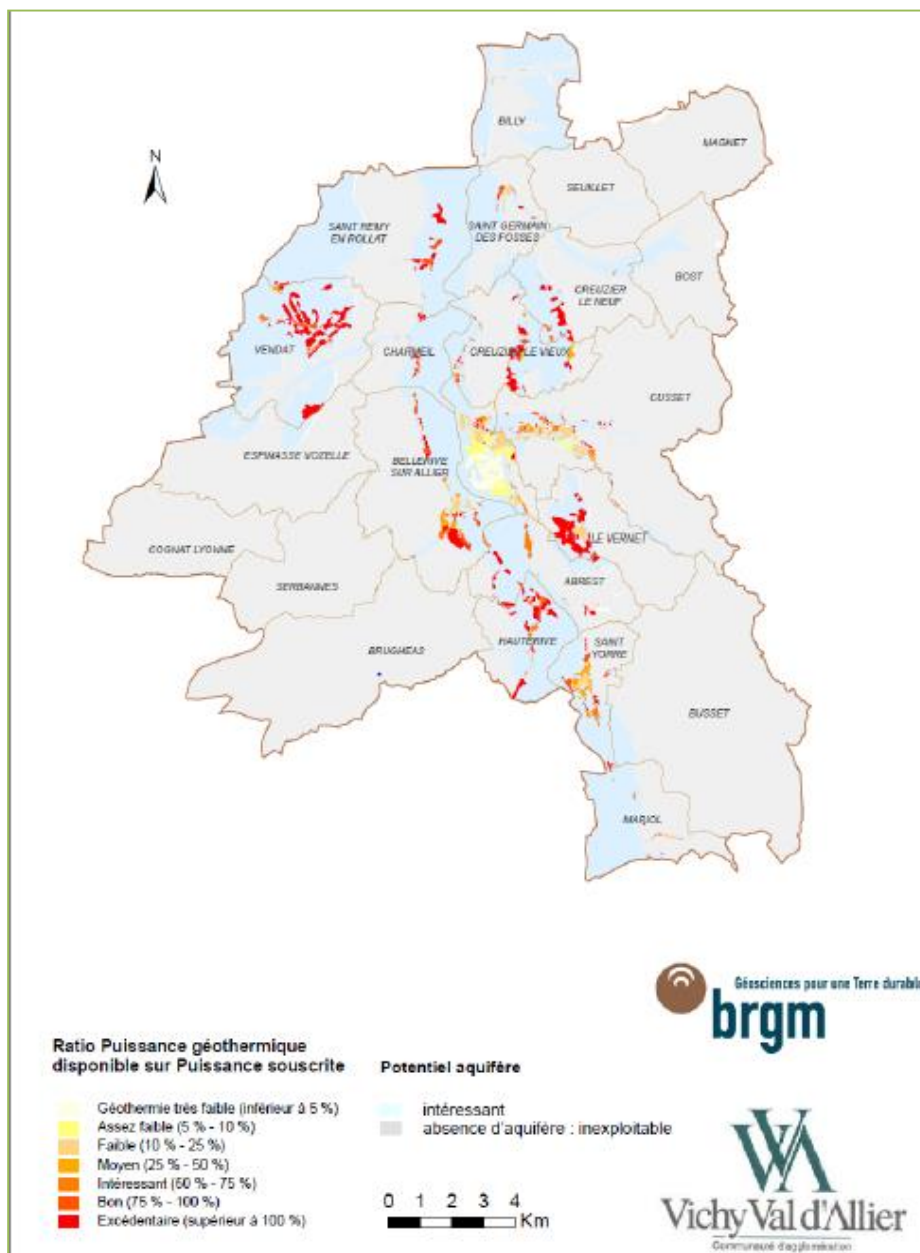 N
BILLY
MAGNET
SEUILLET
SAINT REMY
EN ROLLAT
SAINT GERMAIN
DES FOSSES
BOST
CREUZIER
LE NEUF
VENDAT
CHARMEIL
CREUZIER LE VIEUX
CUSSET
ESPINASSE VOZELLE
BELLERIVE
SUR ALLIER
COGNAT LYONNE
LE VERNET
SERBANNES
ABREST
HAUTERIVE
SAINT
YORRE
BRUGHEAS
BUSSET
MARIOL
Géosciences pour une Terre durable
brgm
Ratio Puissance géothermique
disponible sur Puissance souscrite
Géothermie très faible (inférieur à 5 %)
Assez faible (5 % - 10 %)
Faible (10 % - 25 %)
Moyen (25 % - 50 %)
Intéressant (50 % - 75 %)
Bon (75 % - 100 %)
Excédentaire (supérieur à 100 %)
Potentiel aquifère
intéressant
absence d'aquifère : inexploitable
0 1 2 3 4
Km
VVA
Vichy Val d'Allier
Communauté d'agglomération